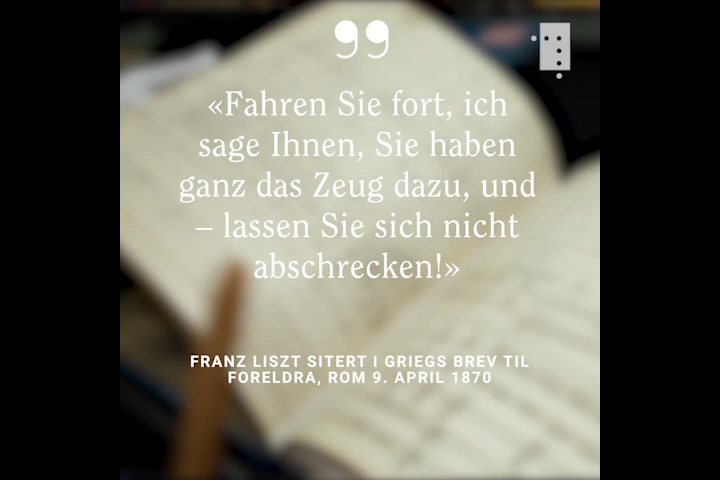 «Fahren Sie fort, ich
sage Ihnen, Sie haben
ganz das Zeug dazu, und
– lassen Sie sich nicht
abschrecken!»
FRANZ LISZT SITERT I GRIEGS BREV TIL
FORELDRA, ROM 9. APRIL 1870